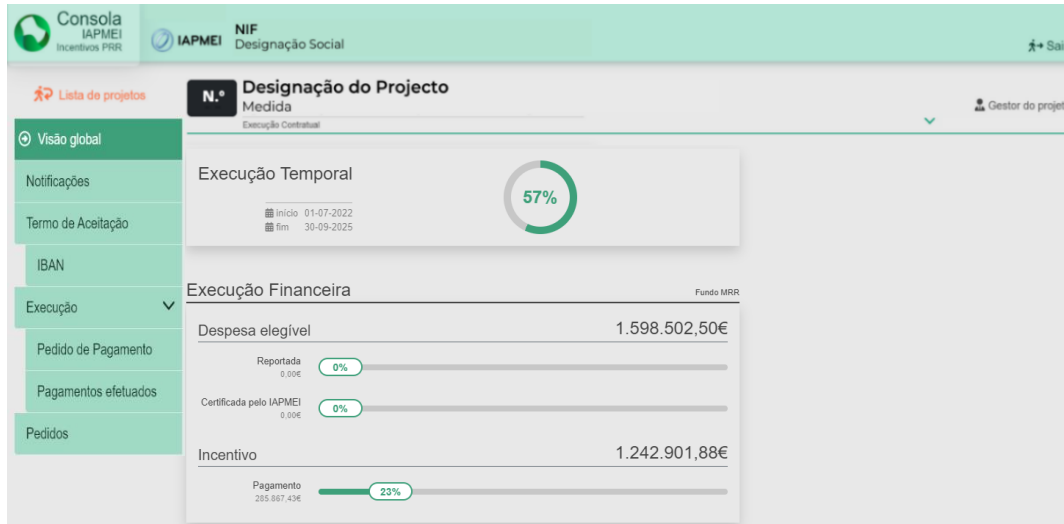 Consola
IAPMEI
Incentivos PRR
IAPMEI
NIF
Designação Social
Sai
Lista de projetos
N.º
Designação do Projecto
Medida
Execução Contratual
Gestor do projet
Visão global
Notificações
Termo de Aceitação
IBAN
Execução
Pedido de Pagamento
Pagamentos efetuados
Pedidos
Execução Temporal
início 01-07-2022
fim 30-09-2025
57%
Execução Financeira
Fundo MRR
Despesa elegível
1.598.502,50€
Reportada
0,00€
0%
Certificada pelo IAPMEI
0,00€
0%
Incentivo
1.242.901,88€
Pagamento
285.867,43€
23%